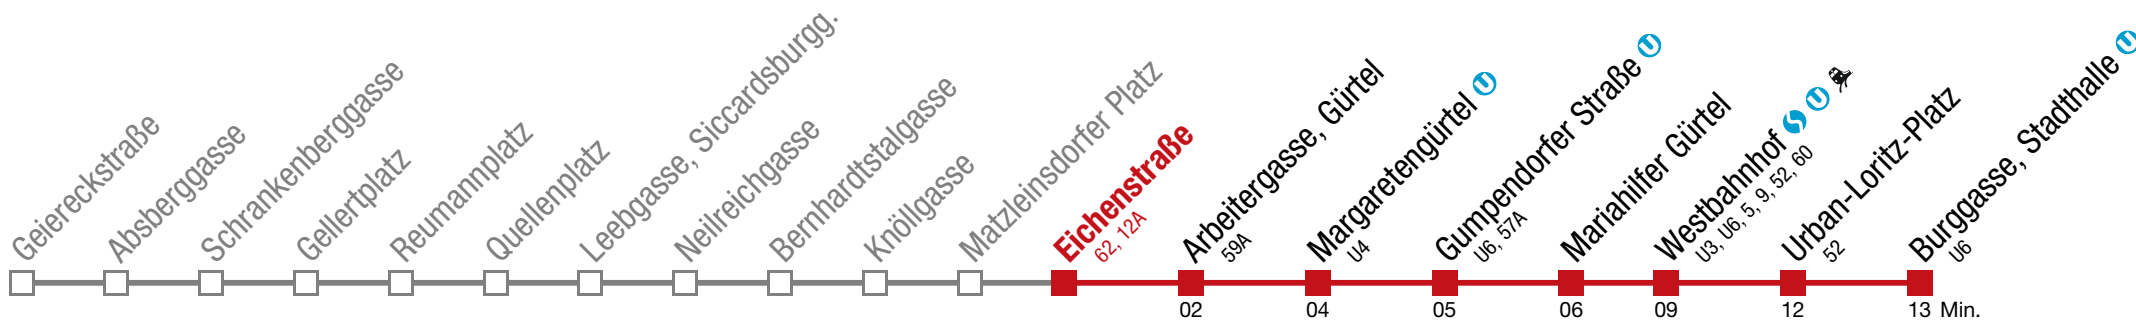 Geiereckstraße
Absberggasse
Schrankenberggasse
Gellertplatz
Reumannplatz
Quellenplatz
Leebgasse, Siccardsburgg.
Neilreichgasse
Bernhardtstalgasse
Knöllgasse
Matzleinsdorfer Platz
Eichenstraße
62, 12A
Arbeitergasse, Gürtel
59A
Margaretengürtel U
U4
Gumpendorfer Straße U
U6, 57A
Mariahilfer Gürtel
Westbahnhof S U
U3, U6, 5, 9, 52, 60
Urban-Loritz-Platz
52
Burggasse, Stadthalle U
U6
02 04 05 06 09 12 13 Min.